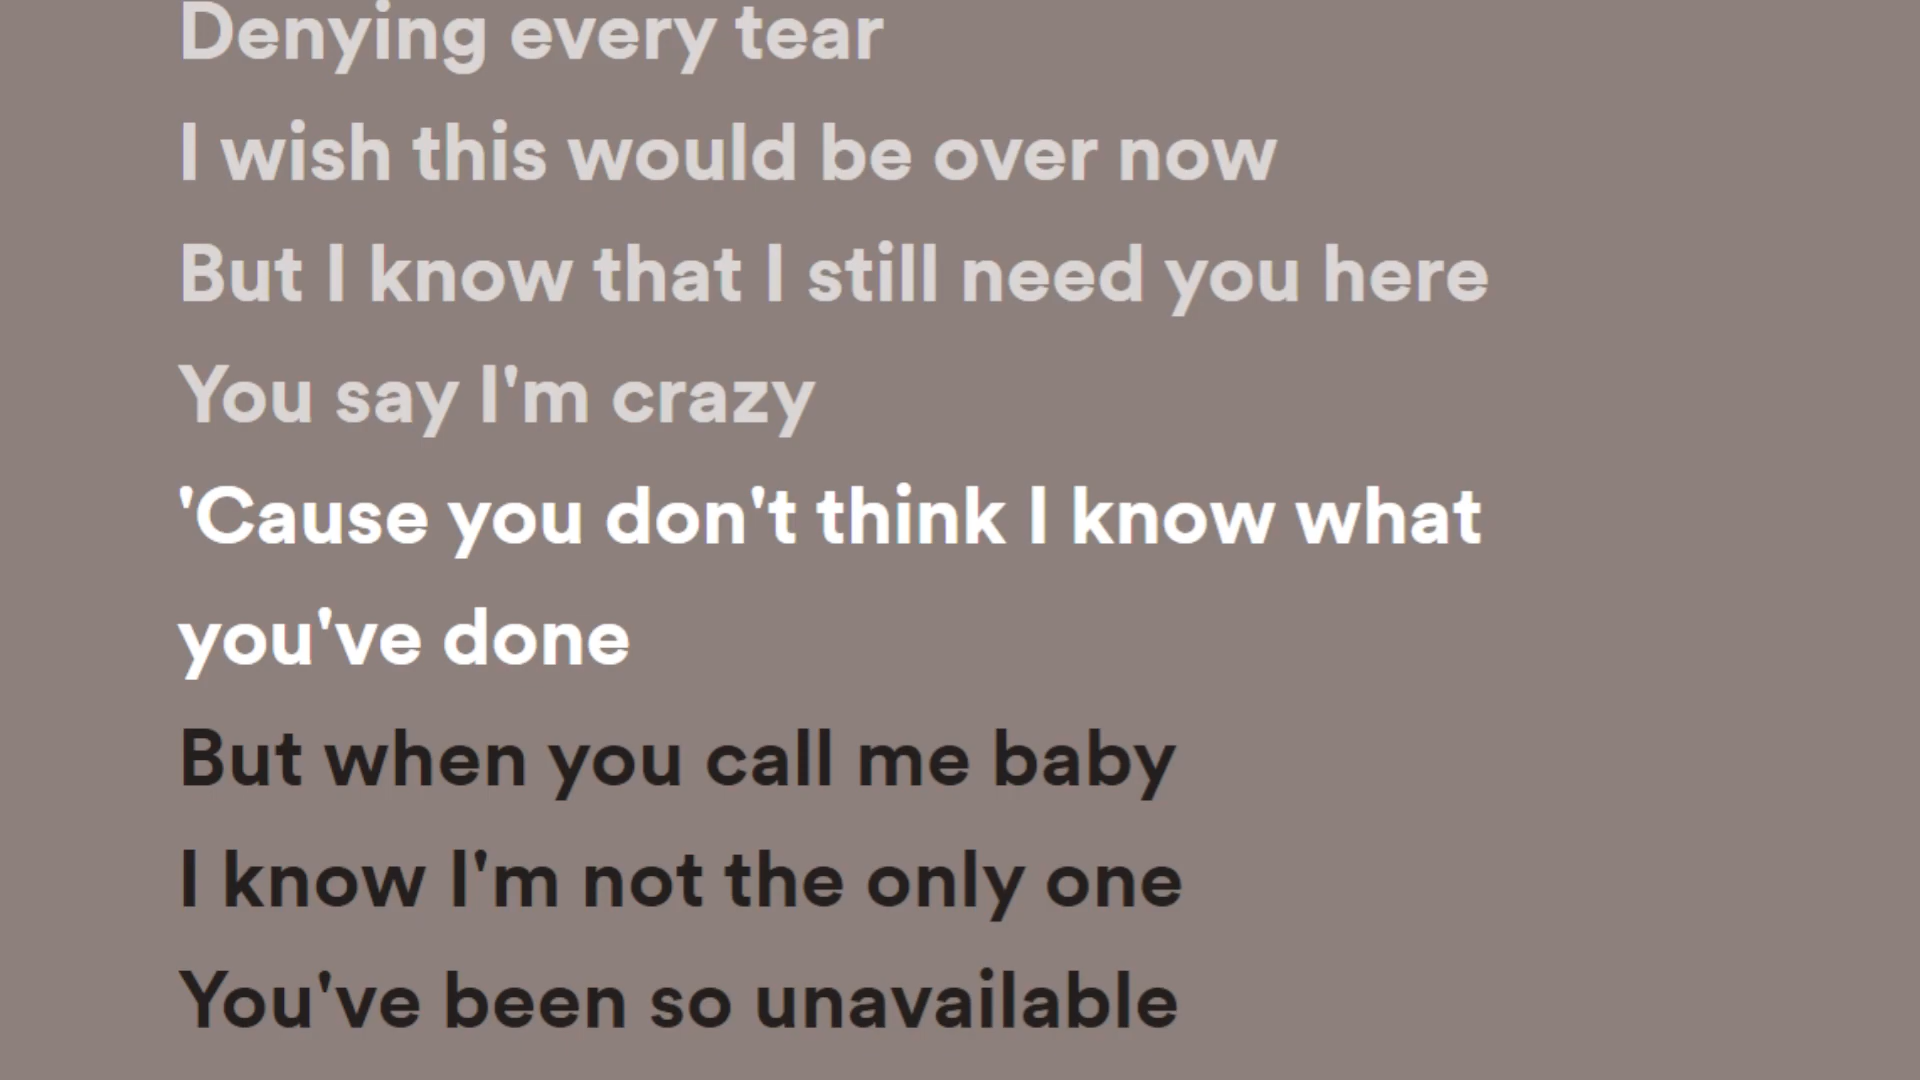 Denying every tear
I wish this would be over now
But I know that I still need you here
You say I'm crazy
'Cause you don't think I know what
you've done
But when you call me baby
I know I'm not the only one
You've been so unavailable